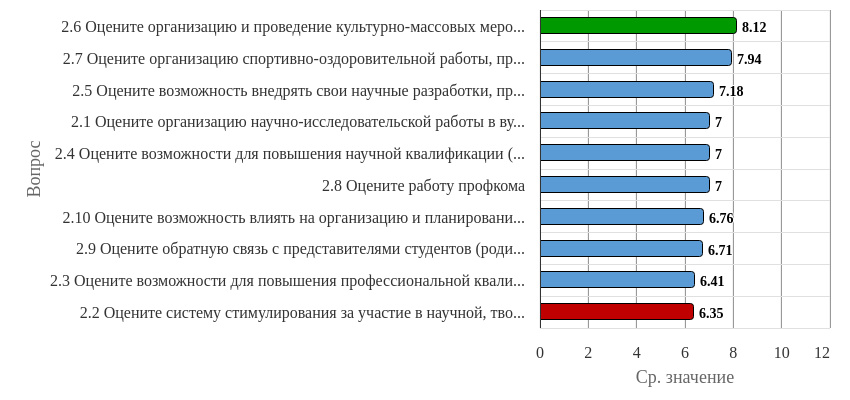 2.6 Оцените организацию и проведение культурно-массовых меро... 8.12
2.7 Оцените организацию спортивно-оздоровительной работы, пр... 7.94
2.5 Оцените возможность внедрять свои научные разработки, пр... 7.18
2.1 Оцените организацию научно-исследовательской работы в ву... 7
2.4 Оцените возможности для повышения научной квалификации (... 7
2.8 Оцените работу профкома 7
2.10 Оцените возможность влиять на организацию и планировани... 6.76
2.9 Оцените обратную связь с представителями студентов (роди... 6.71
2.3 Оцените возможности для повышения профессиональной квали... 6.41
2.2 Оцените систему стимулирования за участие в научной, тво... 6.35
Вопрос
0 2 4 6 8 10 12
Ср. значение